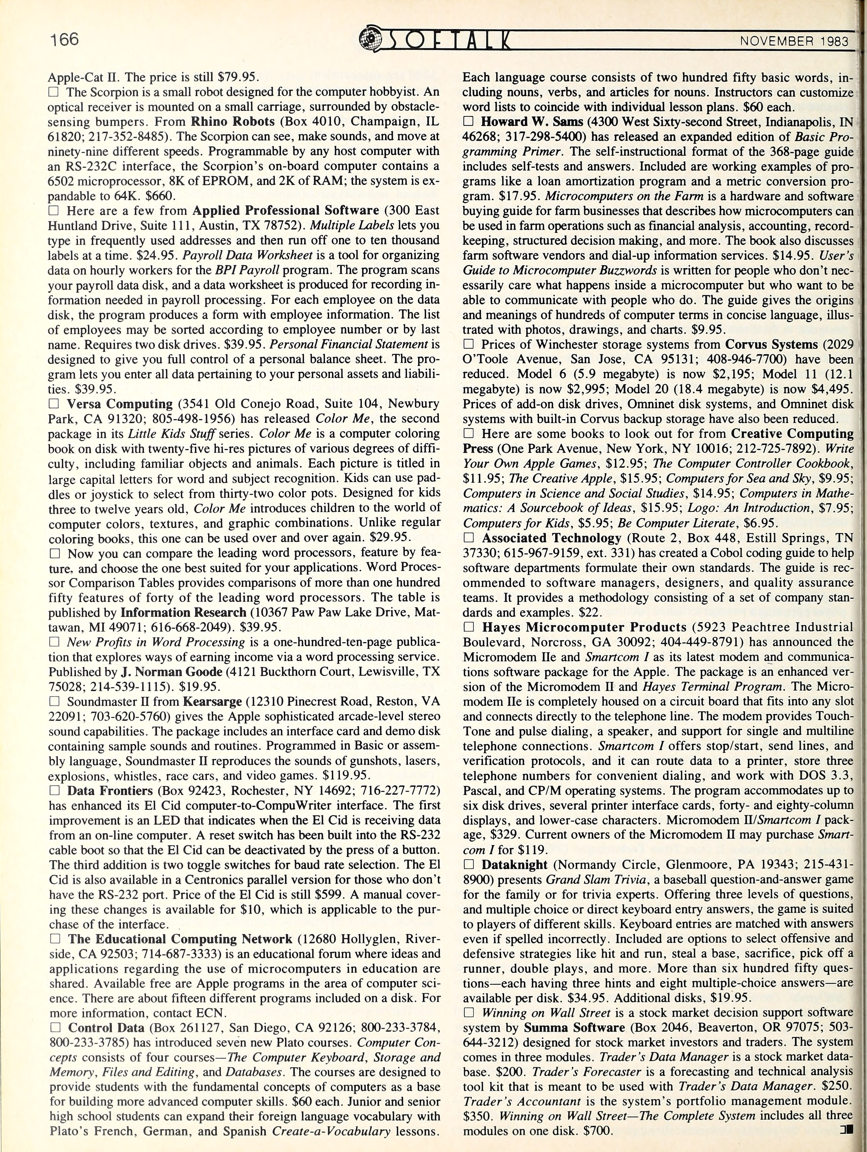 166
SOFTALK
NOVEMBER 1983
Apple-Cat II. The price is still $79.95.
□ The Scorpion is a small robot designed for the computer hobbyist. An
optical receiver is mounted on a small carriage, surrounded by obstacle-
sensing bumpers. From Rhino Robots (Box 4010, Champaign, IL
61820; 217-352-8485). The Scorpion can see, make sounds, and move at
ninety-nine different speeds. Programmable by any host computer with
an RS-232C interface, the Scorpion's on-board computer contains a
6502 microprocessor, 8K of EPROM, and 2K of RAM; the system is ex-
pandable to 64K. $660.
□ Here are a few from Applied Professional Software (300 East
Huntland Drive, Suite 111, Austin, TX 78752). Multiple Labels lets you
type in frequently used addresses and then run off one to ten thousand
labels at a time. $24.95. Payroll Data Worksheet is a tool for organizing
data on hourly workers for the BPI Payroll program. The program scans
your payroll data disk, and a data worksheet is produced for recording in-
formation needed in payroll processing. For each employee on the data
disk, the program produces a form with employee information. The list
of employees may be sorted according to employee number or by last
name. Requires two disk drives. $39.95. Personal Financial Statement is
designed to give you full control of a personal balance sheet. The pro-
gram lets you enter all data pertaining to your personal assets and liabili-
ties. $39.95.
□ Versa Computing (3541 Old Conejo Road, Suite 104, Newbury
Park, CA 91320; 805-498-1956) has released Color Me, the second
package in its Little Kids Stuff series. Color Me is a computer coloring
book on disk with twenty-five hi-res pictures of various degrees of diffi-
culty, including familiar objects and animals. Each picture is titled in
large capital letters for word and subject recognition. Kids can use pad-
dles or joystick to select from thirty-two color pots. Designed for kids
three to twelve years old, Color Me introduces children to the world of
computer colors, textures, and graphic combinations. Unlike regular
coloring books, this one can be used over and over again. $29.95.
□ Now you can compare the leading word processors, feature by fea-
ture, and choose the one best suited for your applications. Word Proces-
sor Comparison Tables provides comparisons of more than one hundred
fifty features of forty of the leading word processors. The table is
published by Information Research (10367 Paw Paw Lake Drive, Mat-
tawan, MI 49071; 616-668-2049). $39.95.
□ New Profits in Word Processing is a one-hundred-ten-page publica-
tion that explores ways of earning income via a word processing service.
Published by J. Norman Goode (4121 Buckthorn Court, Lewisville, TX
75028; 214-539-1115). $19.95.
□ Soundmaster II from Kearsarge (12310 Pinecrest Road, Reston, VA
22091; 703-620-5760) gives the Apple sophisticated arcade-level stereo
sound capabilities. The package includes an interface card and demo disk
containing sample sounds and routines. Programmed in Basic or assem-
bly language, Soundmaster II reproduces the sounds of gunshots, lasers,
explosions, whistles, race cars, and video games. $119.95.
□ Data Frontiers (Box 92423, Rochester, NY 14692; 716-227-7772)
has enhanced its El Cid computer-to-CompuWriter interface. The first
improvement is an LED that indicates when the El Cid is receiving data
from an on-line computer. A reset switch has been built into the RS-232
cable boot so that the El Cid can be deactivated by the press of a button.
The third addition is two toggle switches for baud rate selection. The El
Cid is also available in a Centronics parallel version for those who don't
have the RS-232 port. Price of the El Cid is still $599. A manual cover-
ing these changes is available for $10, which is applicable to the pur-
chase of the interface.
□ The Educational Computing Network (12680 Hollyglen, River-
side, CA 92503; 714-687-3333) is an educational forum where ideas and
applications regarding the use of microcomputers in education are
shared. Available free are Apple programs in the area of computer sci-
ence. There are about fifteen different programs included on a disk. For
more information, contact ECN.
□ Control Data (Box 261127, San Diego, CA 92126; 800-233-3784,
800-233-3785) has introduced seven new Plato courses. Computer Con-
cepts consists of four courses—The Computer Keyboard, Storage and
Memory, Files and Editing, and Databases. The courses are designed to
provide students with the fundamental concepts of computers as a base
for building more advanced computer skills. $60 each. Junior and senior
high school students can expand their foreign language vocabulary with
Plato's French, German, and Spanish Create-a-Vocabulary lessons.
Each language course consists of two hundred fifty basic words, in-
cluding nouns, verbs, and articles for nouns. Instructors can customize
word lists to coincide with individual lesson plans. $60 each.
□ Howard W. Sams (4300 West Sixty-second Street, Indianapolis, IN
46268; 317-298-5400) has released an expanded edition of Basic Pro-
gramming Primer. The self-instructional format of the 368-page guide
includes self-tests and answers. Included are working examples of pro-
grams like a loan amortization program and a metric conversion pro-
gram. $17.95. Microcomputers on the Farm is a hardware and software
buying guide for farm businesses that describes how microcomputers can
be used in farm operations such as financial analysis, accounting, record-
keeping, structured decision making, and more. The book also discusses
farm software vendors and dial-up information services. $14.95. User's
Guide to Microcomputer Buzzwords is written for people who don't nec-
essarily care what happens inside a microcomputer but who want to be
able to communicate with people who do. The guide gives the origins
and meanings of hundreds of computer terms in concise language, illus-
trated with photos, drawings, and charts. $9.95.
□ Prices of Winchester storage systems from Corvus Systems (2029
O'Toole Avenue, San Jose, CA 95131; 408-946-7700) have been
reduced. Model 6 (5.9 megabyte) is now $2,195; Model 11 (12.1
megabyte) is now $2,995; Model 20 (18.4 megabyte) is now $4,495.
Prices of add-on disk drives, Omninet disk systems, and Omninet disk
systems with built-in Corvus backup storage have also been reduced.
□ Here are some books to look out for from Creative Computing
Press (One Park Avenue, New York, NY 10016; 212-725-7892). Write
Your Own Apple Games, $12.95; The Computer Controller Cookbook,
$11.95; The Creative Apple, $15.95; Computers for Sea and Sky, $9.95;
Computers in Science and Social Studies, $14.95; Computers in Mathe-
matics: A Sourcebook of Ideas, $15.95; Logo: An Introduction, $7.95;
Computers for Kids, $5.95; Be Computer Literate, $6.95.
□ Associated Technology (Route 2, Box 448, Estill Springs, TN
37330; 615-967-9159, ext. 331) has created a Cobol coding guide to help
software departments formulate their own standards. The guide is rec-
ommended to software managers, designers, and quality assurance
teams. It provides a methodology consisting of a set of company stan-
dards and examples. $22.
□ Hayes Microcomputer Products (5923 Peachtree Industrial
Boulevard, Norcross, GA 30092; 404-449-8791) has announced the
Micromodem IIe and Smartcom I as its latest modem and communica-
tions software package for the Apple. The package is an enhanced ver-
sion of the Micromodem II and Hayes Terminal Program. The Micro-
modem IIe is completely housed on a circuit board that fits into any slot
and connects directly to the telephone line. The modem provides Touch-
Tone and pulse dialing, a speaker, and support for single and multiline
telephone connections. Smartcom I offers stop/start, send lines, and
verification protocols, and it can route data to a printer, store three
telephone numbers for convenient dialing, and work with DOS 3.3,
Pascal, and CP/M operating systems. The program accommodates up to
six disk drives, several printer interface cards, forty- and eighty-column
displays, and lower-case characters. Micromodem II/Smartcom I pack-
age, $329. Current owners of the Micromodem II may purchase Smart-
com I for $119.
□ Dataknight (Normandy Circle, Glenmoore, PA 19343; 215-431-
8900) presents Grand Slam Trivia, a baseball question-and-answer game
for the family or for trivia experts. Offering three levels of questions,
and multiple choice or direct keyboard entry answers, the game is suited
to players of different skills. Keyboard entries are matched with answers
even if spelled incorrectly. Included are options to select offensive and
defensive strategies like hit and run, steal a base, sacrifice, pick off a
runner, double plays, and more. More than six hundred fifty ques-
tions—each having three hints and eight multiple-choice answers—are
available per disk. $34.95. Additional disks, $19.95.
□ Winning on Wall Street is a stock market decision support software
system by Summa Software (Box 2046, Beaverton, OR 97075; 503-
644-3212) designed for stock market investors and traders. The system
comes in three modules. Trader's Data Manager is a stock market data-
base. $200. Trader's Forecaster is a forecasting and technical analysis
tool kit that is meant to be used with Trader's Data Manager. $250.
Trader's Accountant is the system's portfolio management module.
$350. Winning on Wall Street—The Complete System includes all three
modules on one disk. $700.